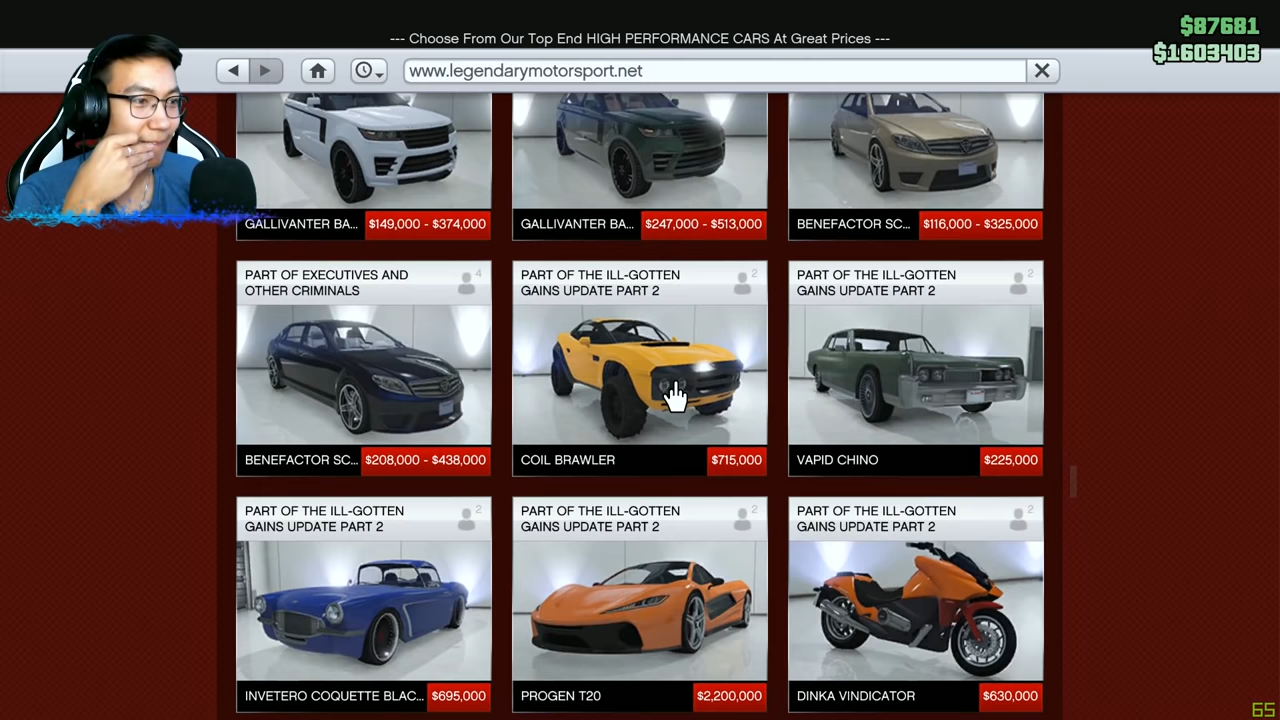 --- Choose From Our Top End HIGH PERFORMANCE CARS At Great Prices ---
$87681
$1603403
www.legendarymotorsport.net
GALLIVANTER BA... $149,000 - $374,000
GALLIVANTER BA... $247,000 - $513,000
BENEFACTOR SC... $116,000 - $325,000
PART OF EXECUTIVES AND
OTHER CRIMINALS
4
BENEFACTOR SC... $208,000 - $438,000
PART OF THE ILL-GOTTEN
GAINS UPDATE PART 2
2
COIL BRAWLER $715,000
PART OF THE ILL-GOTTEN
GAINS UPDATE PART 2
2
VAPID CHINO $225,000
PART OF THE ILL-GOTTEN
GAINS UPDATE PART 2
2
INVETERO COQUETTE BLAC... $695,000
PART OF THE ILL-GOTTEN
GAINS UPDATE PART 2
2
PROGEN T20 $2,200,000
PART OF THE ILL-GOTTEN
GAINS UPDATE PART 2
2
DINKA VINDICATOR $630,000
65